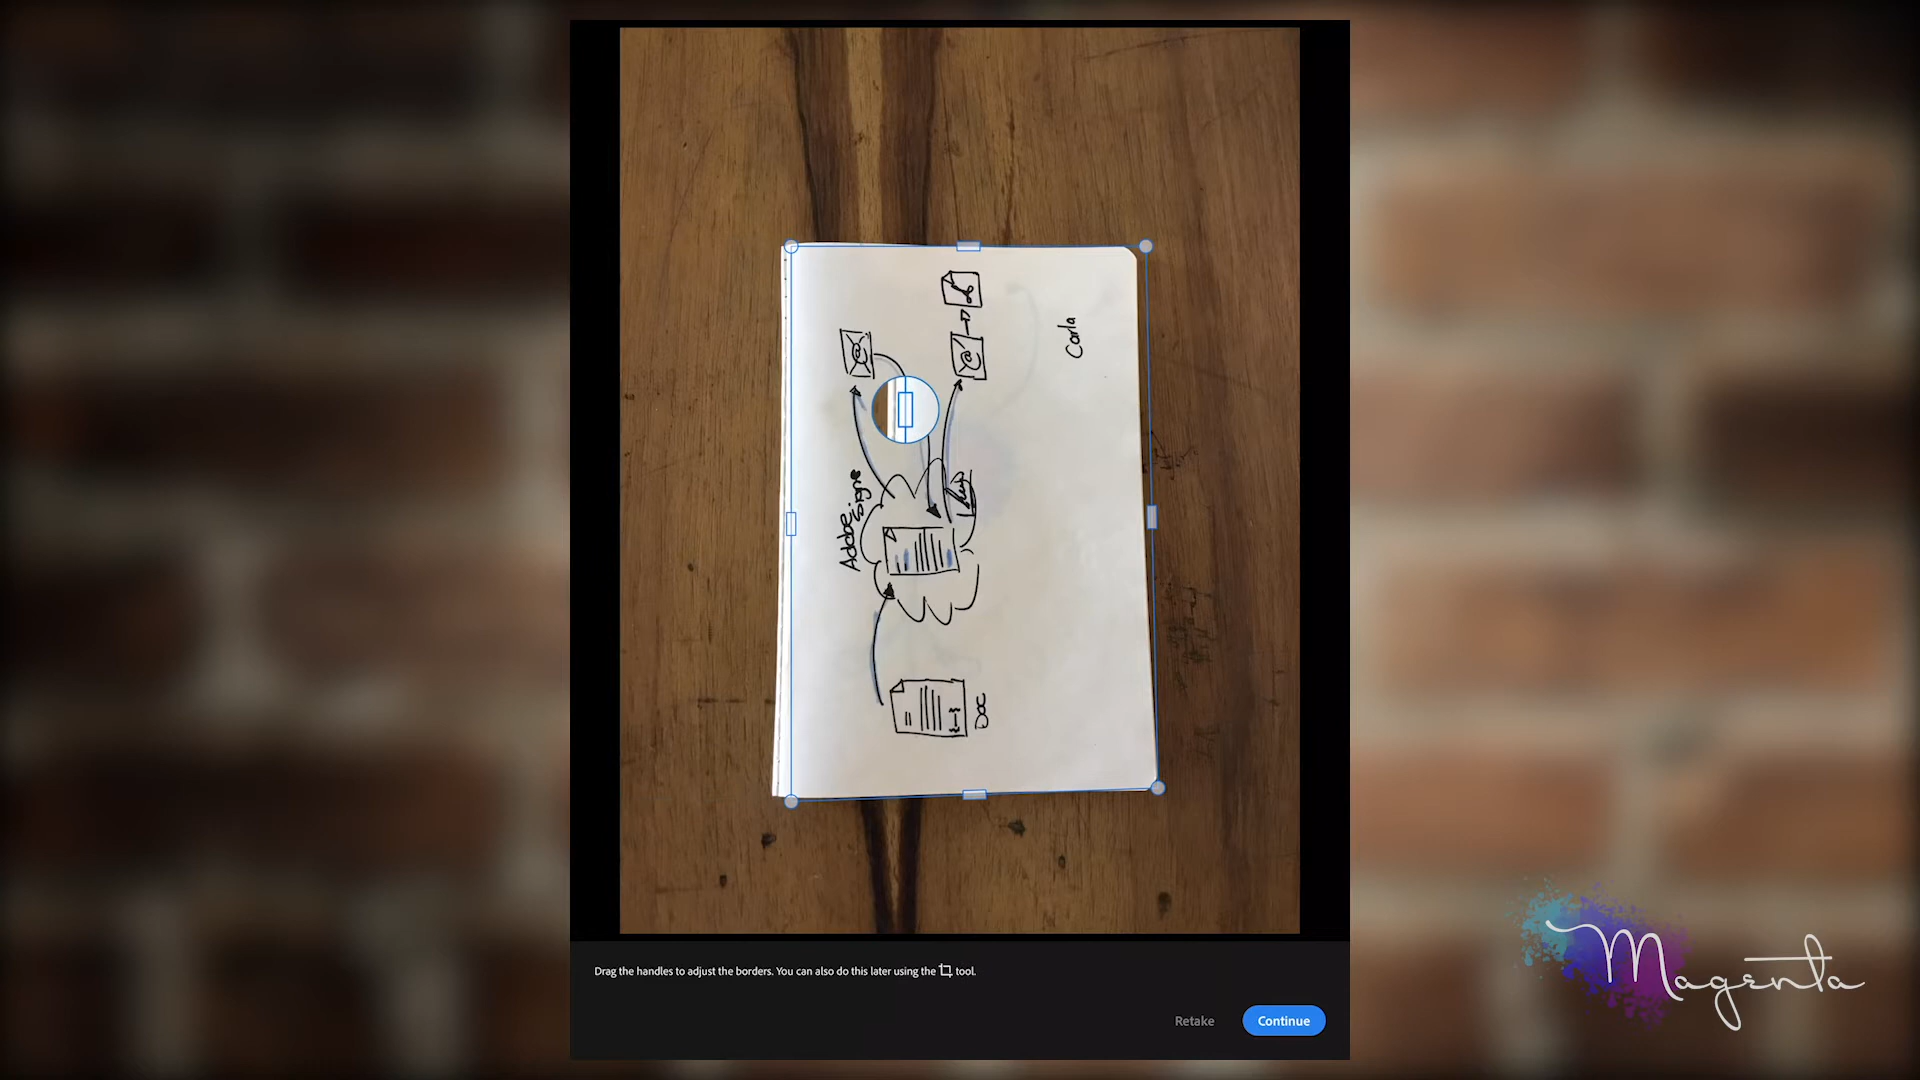 Carla
Adobe
Signe
DOC
Drag the handles to adjust the borders. You can also do this later using the tool.
Retake
Continue
Magenta